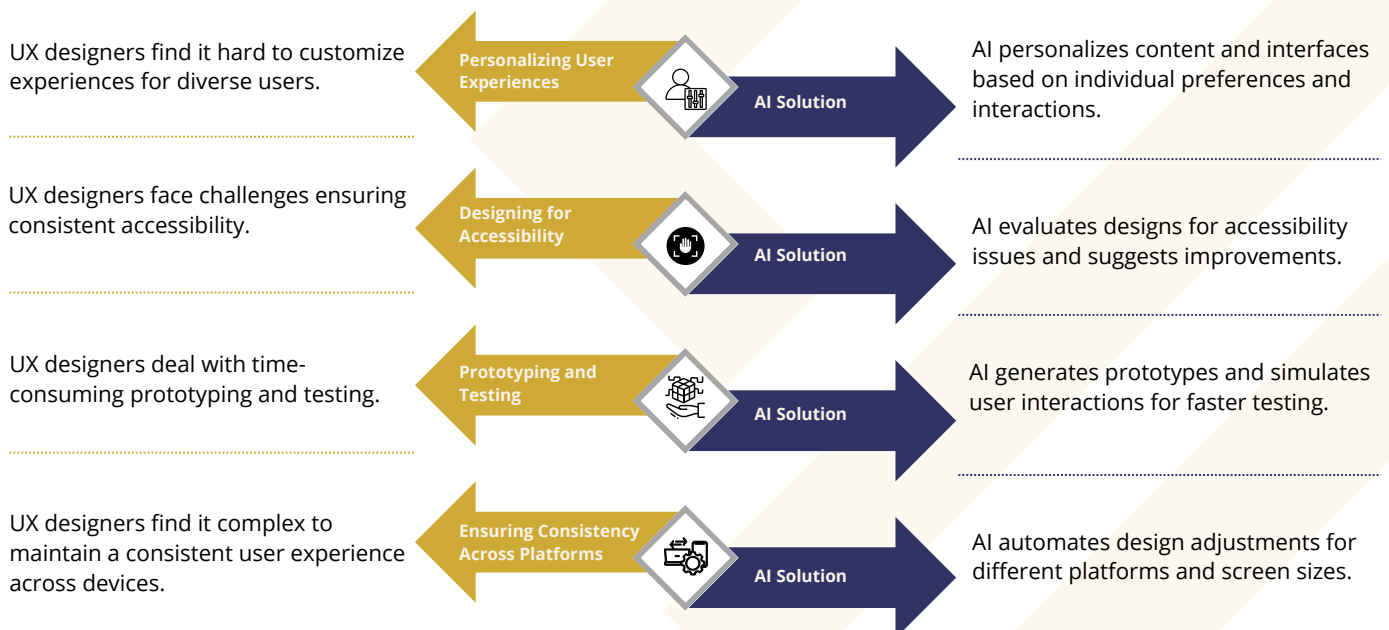 UX designers find it hard to customize
experiences for diverse users.
Personalizing User
Experiences
AI Solution
AI personalizes content and interfaces
based on individual preferences and
interactions.
UX designers face challenges ensuring
consistent accessibility.
Designing for
Accessibility
AI Solution
AI evaluates designs for accessibility
issues and suggests improvements.
UX designers deal with time-
consuming prototyping and testing.
Prototyping and
Testing
AI Solution
AI generates prototypes and simulates
user interactions for faster testing.
UX designers find it complex to
maintain a consistent user experience
across devices.
Ensuring Consistency
Across Platforms
AI Solution
AI automates design adjustments for
different platforms and screen sizes.